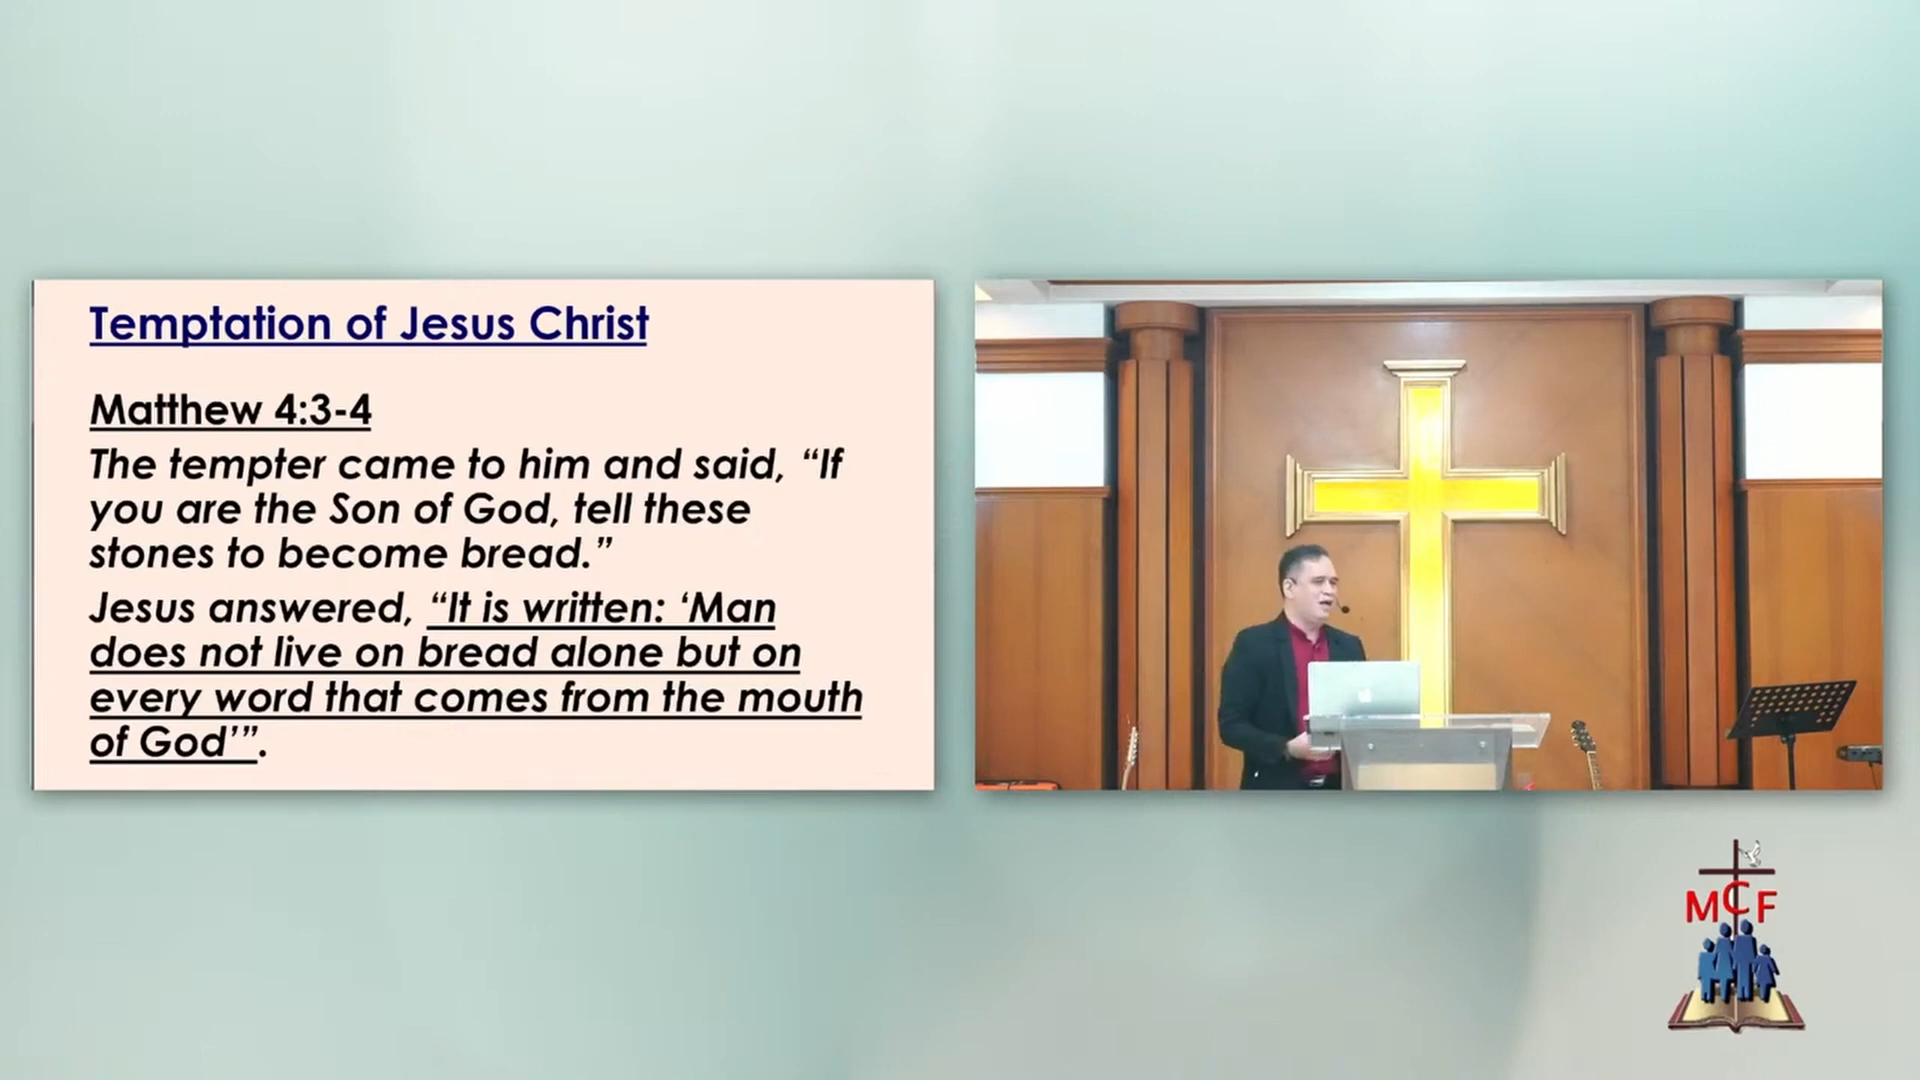 Temptation of Jesus Christ
Matthew 4:3-4
The tempter came to him and said, “If
you are the Son of God, tell these
stones to become bread.”
Jesus answered, “It is written: ‘Man
does not live on bread alone but on
every word that comes from the mouth
of God’”.
MCF